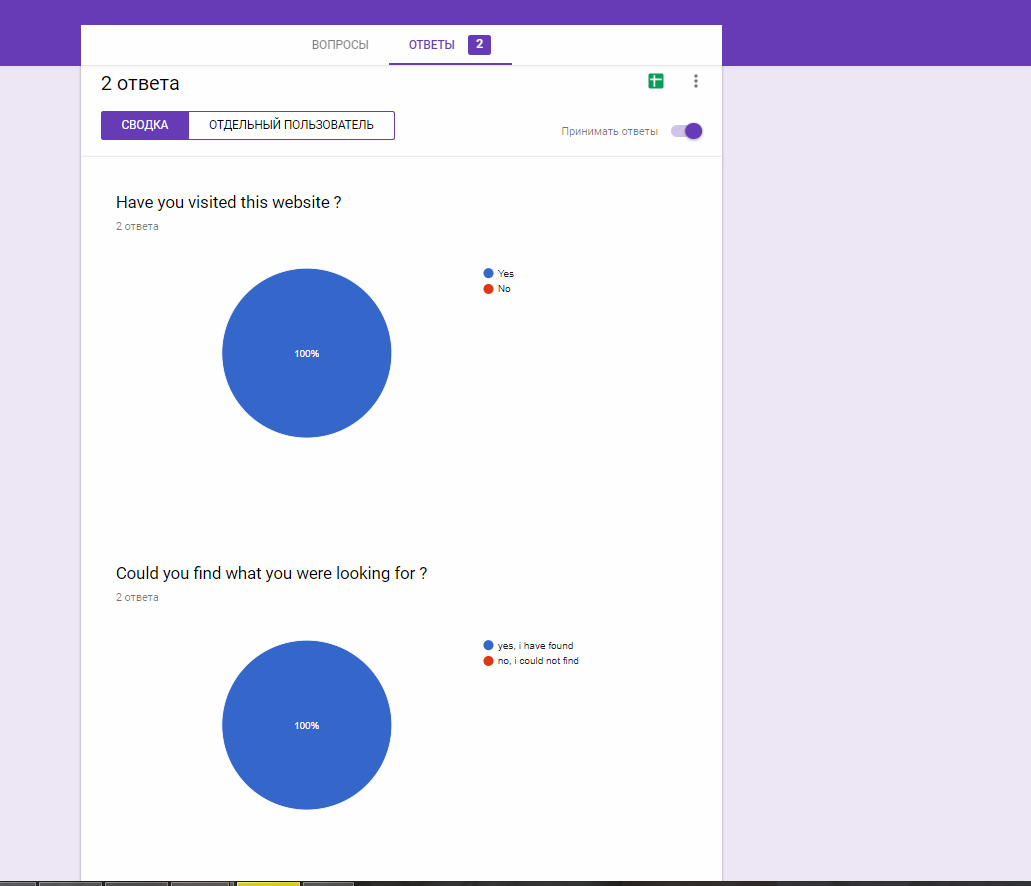 ВОПРОСЫ ОТВЕТЫ 2
2 ответа
СВОДКА ОТДЕЛЬНЫЙ ПОЛЬЗОВАТЕЛЬ
Принимать ответы
Have you visited this website ?
2 ответа
Yes
No
100%
Could you find what you were looking for ?
2 ответа
yes, i have found
no, i could not find
100%